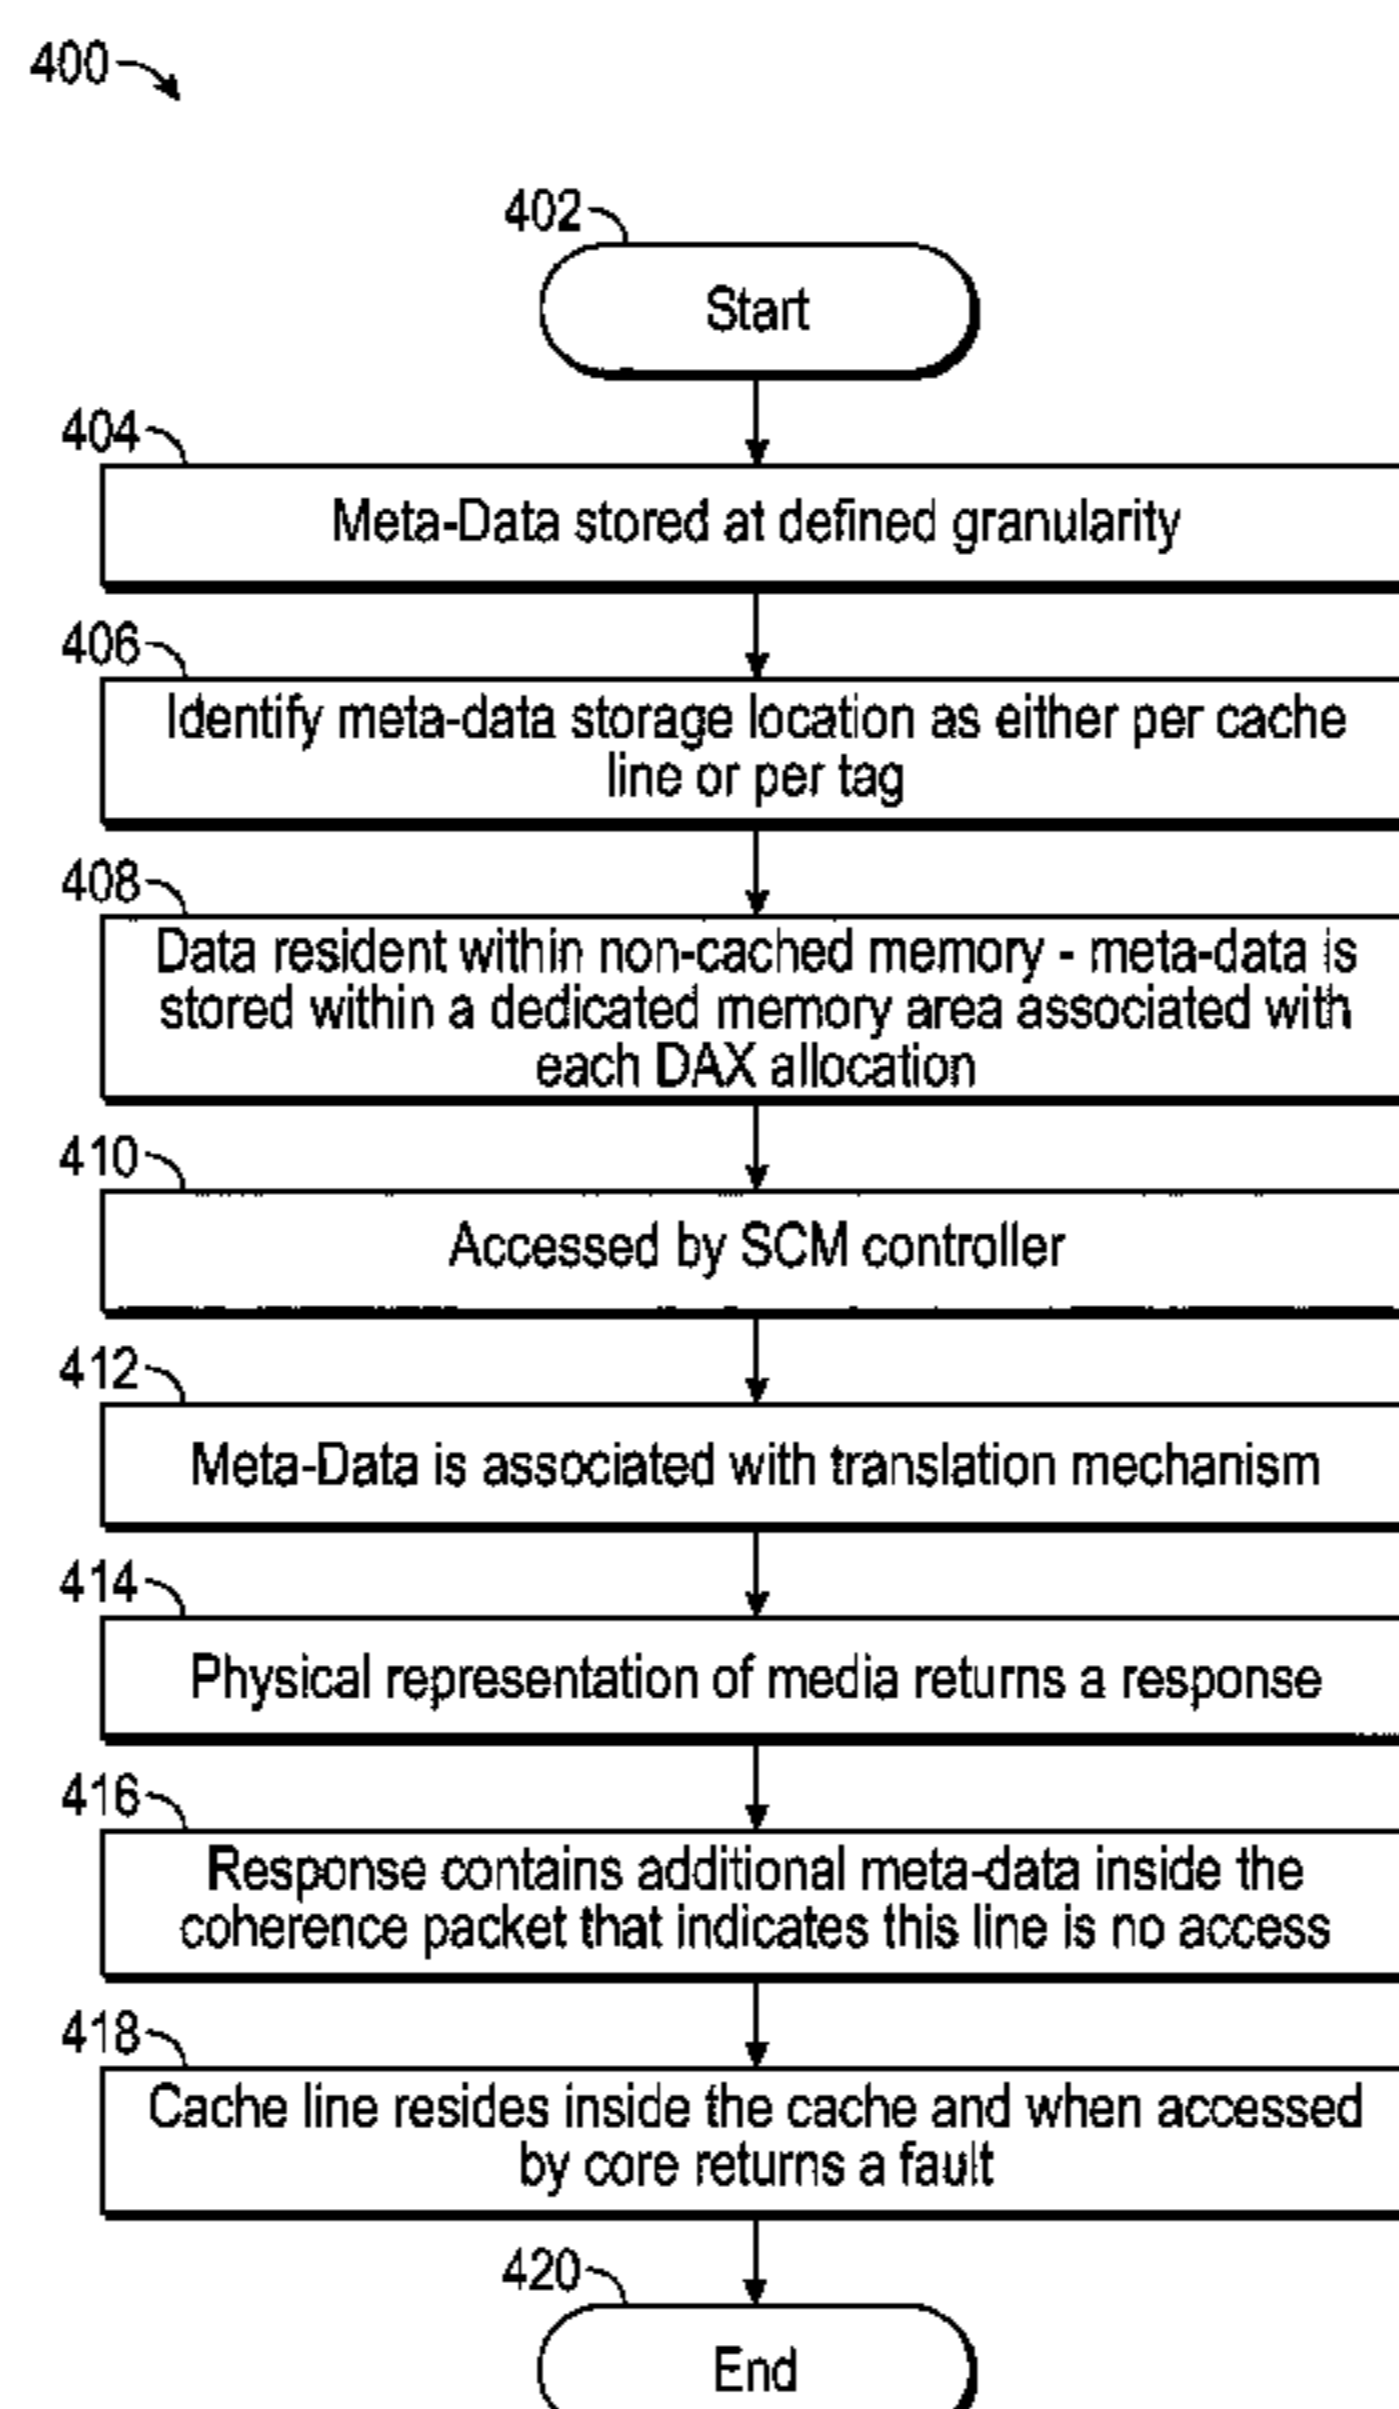 400
402
Start
404
Meta-Data stored at defined granularity
406
Identify meta-data storage location as either per cache
line or per tag
408
Data resident within non-cached memory - meta-data is
stored within a dedicated memory area associated with
each DAX allocation
410
Accessed by SCM controller
412
Meta-Data is associated with translation mechanism
414
Physical representation of media returns a response
416
Response contains additional meta-data inside the
coherence packet that indicates this line is no access
418
Cache line resides inside the cache and when accessed
by core returns a fault
420
End